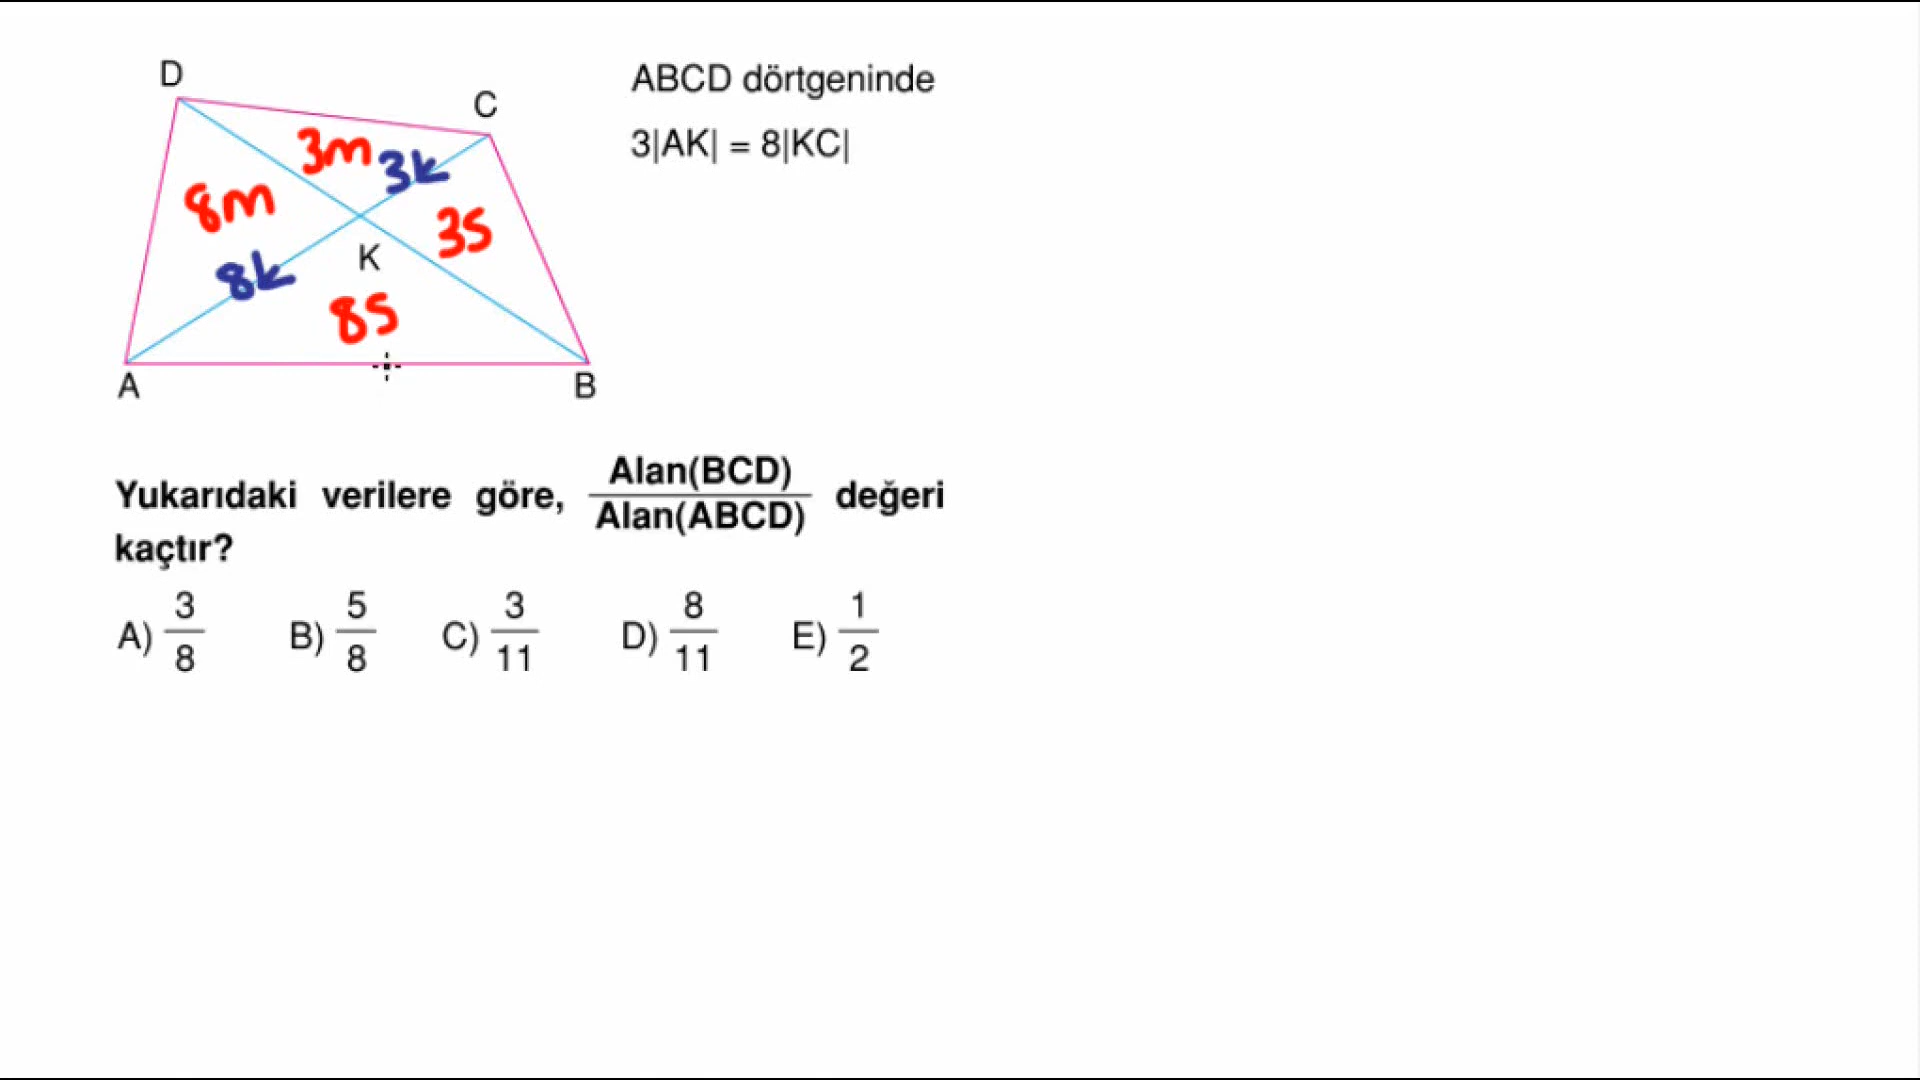 D
C
ABCD dörtgeninde
3m
3k
3|AK| = 8|KC|
8m
3s
K
8k
8s
A
B
Yukarıdaki verilere göre, Alan(BCD)/Alan(ABCD) değeri
kaçtır?
A) 3/8 B) 5/8 C) 3/11 D) 8/11 E) 1/2